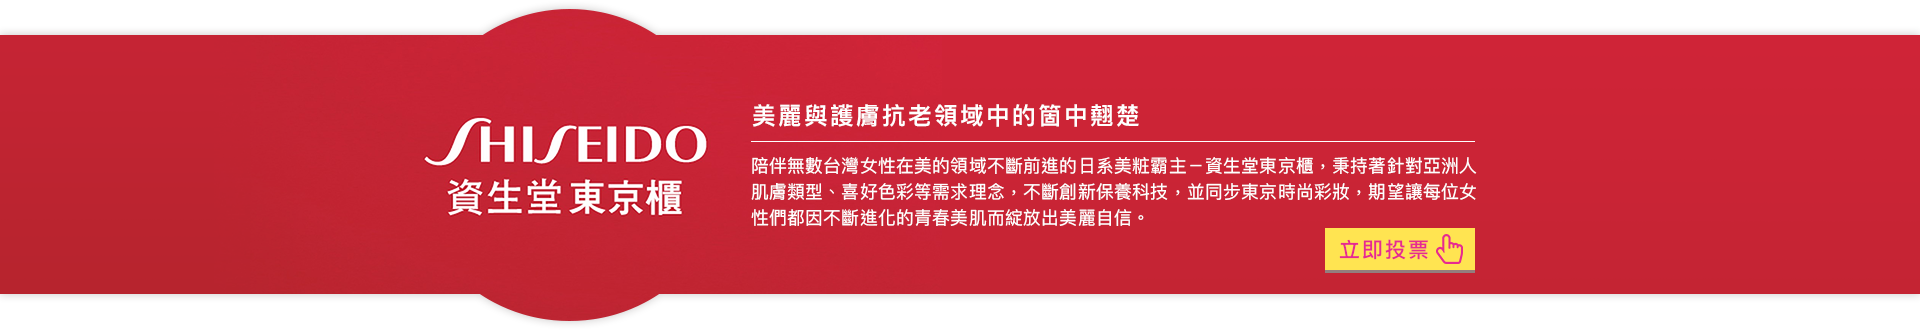 SHISEIDO
資生堂 東京櫃
美麗與護膚抗老領域中的箇中翹楚
陪伴無數台灣女性在美的領域不斷前進的日系美粧霸主－資生堂東京櫃，秉持著針對亞洲人
肌膚類型、喜好色彩等需求理念，不斷創新保養科技，並同步東京時尚彩妝，期望讓每位女
性們都因不斷進化的青春美肌而綻放出美麗自信。
立即投票